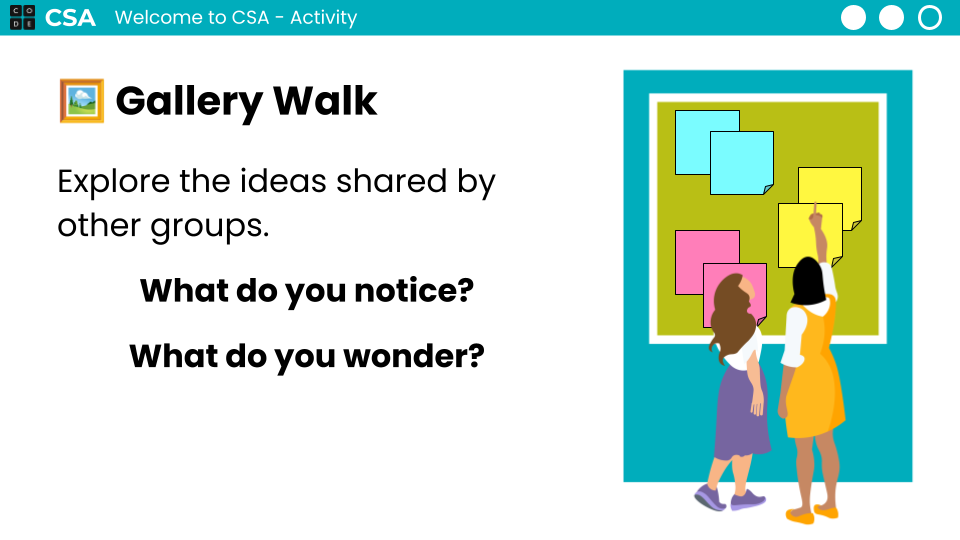 CODE
CSA
Welcome to CSA - Activity
Gallery Walk
Explore the ideas shared by
other groups.
What do you notice?
What do you wonder?